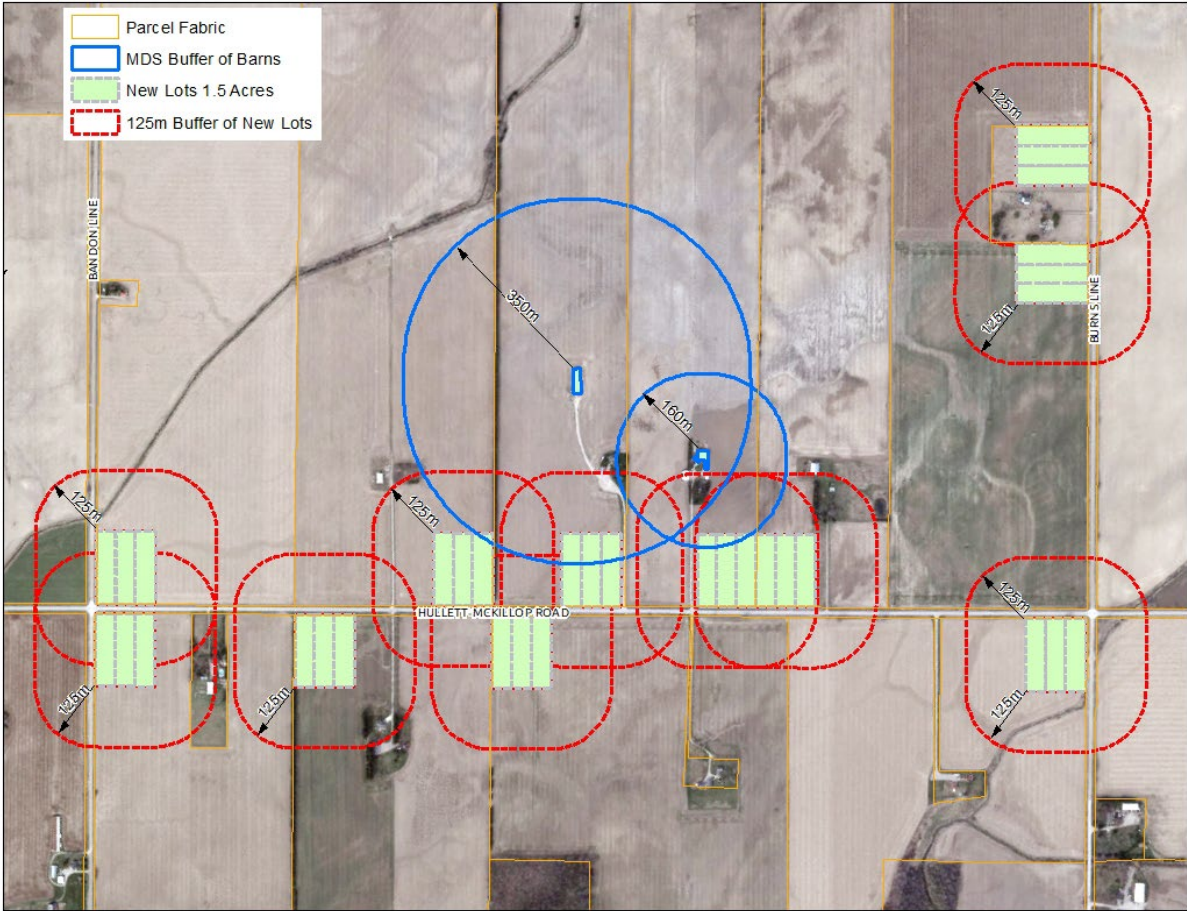 Parcel Fabric
MDS Buffer of Barns
New Lots 1.5 Acres
125m Buffer of New Lots
125m
BANDON LINE
350m
BURNS LINE
125m
160m
125m
125m
HULLETT-MCKILLOP ROAD
125m
125m
125m
125m